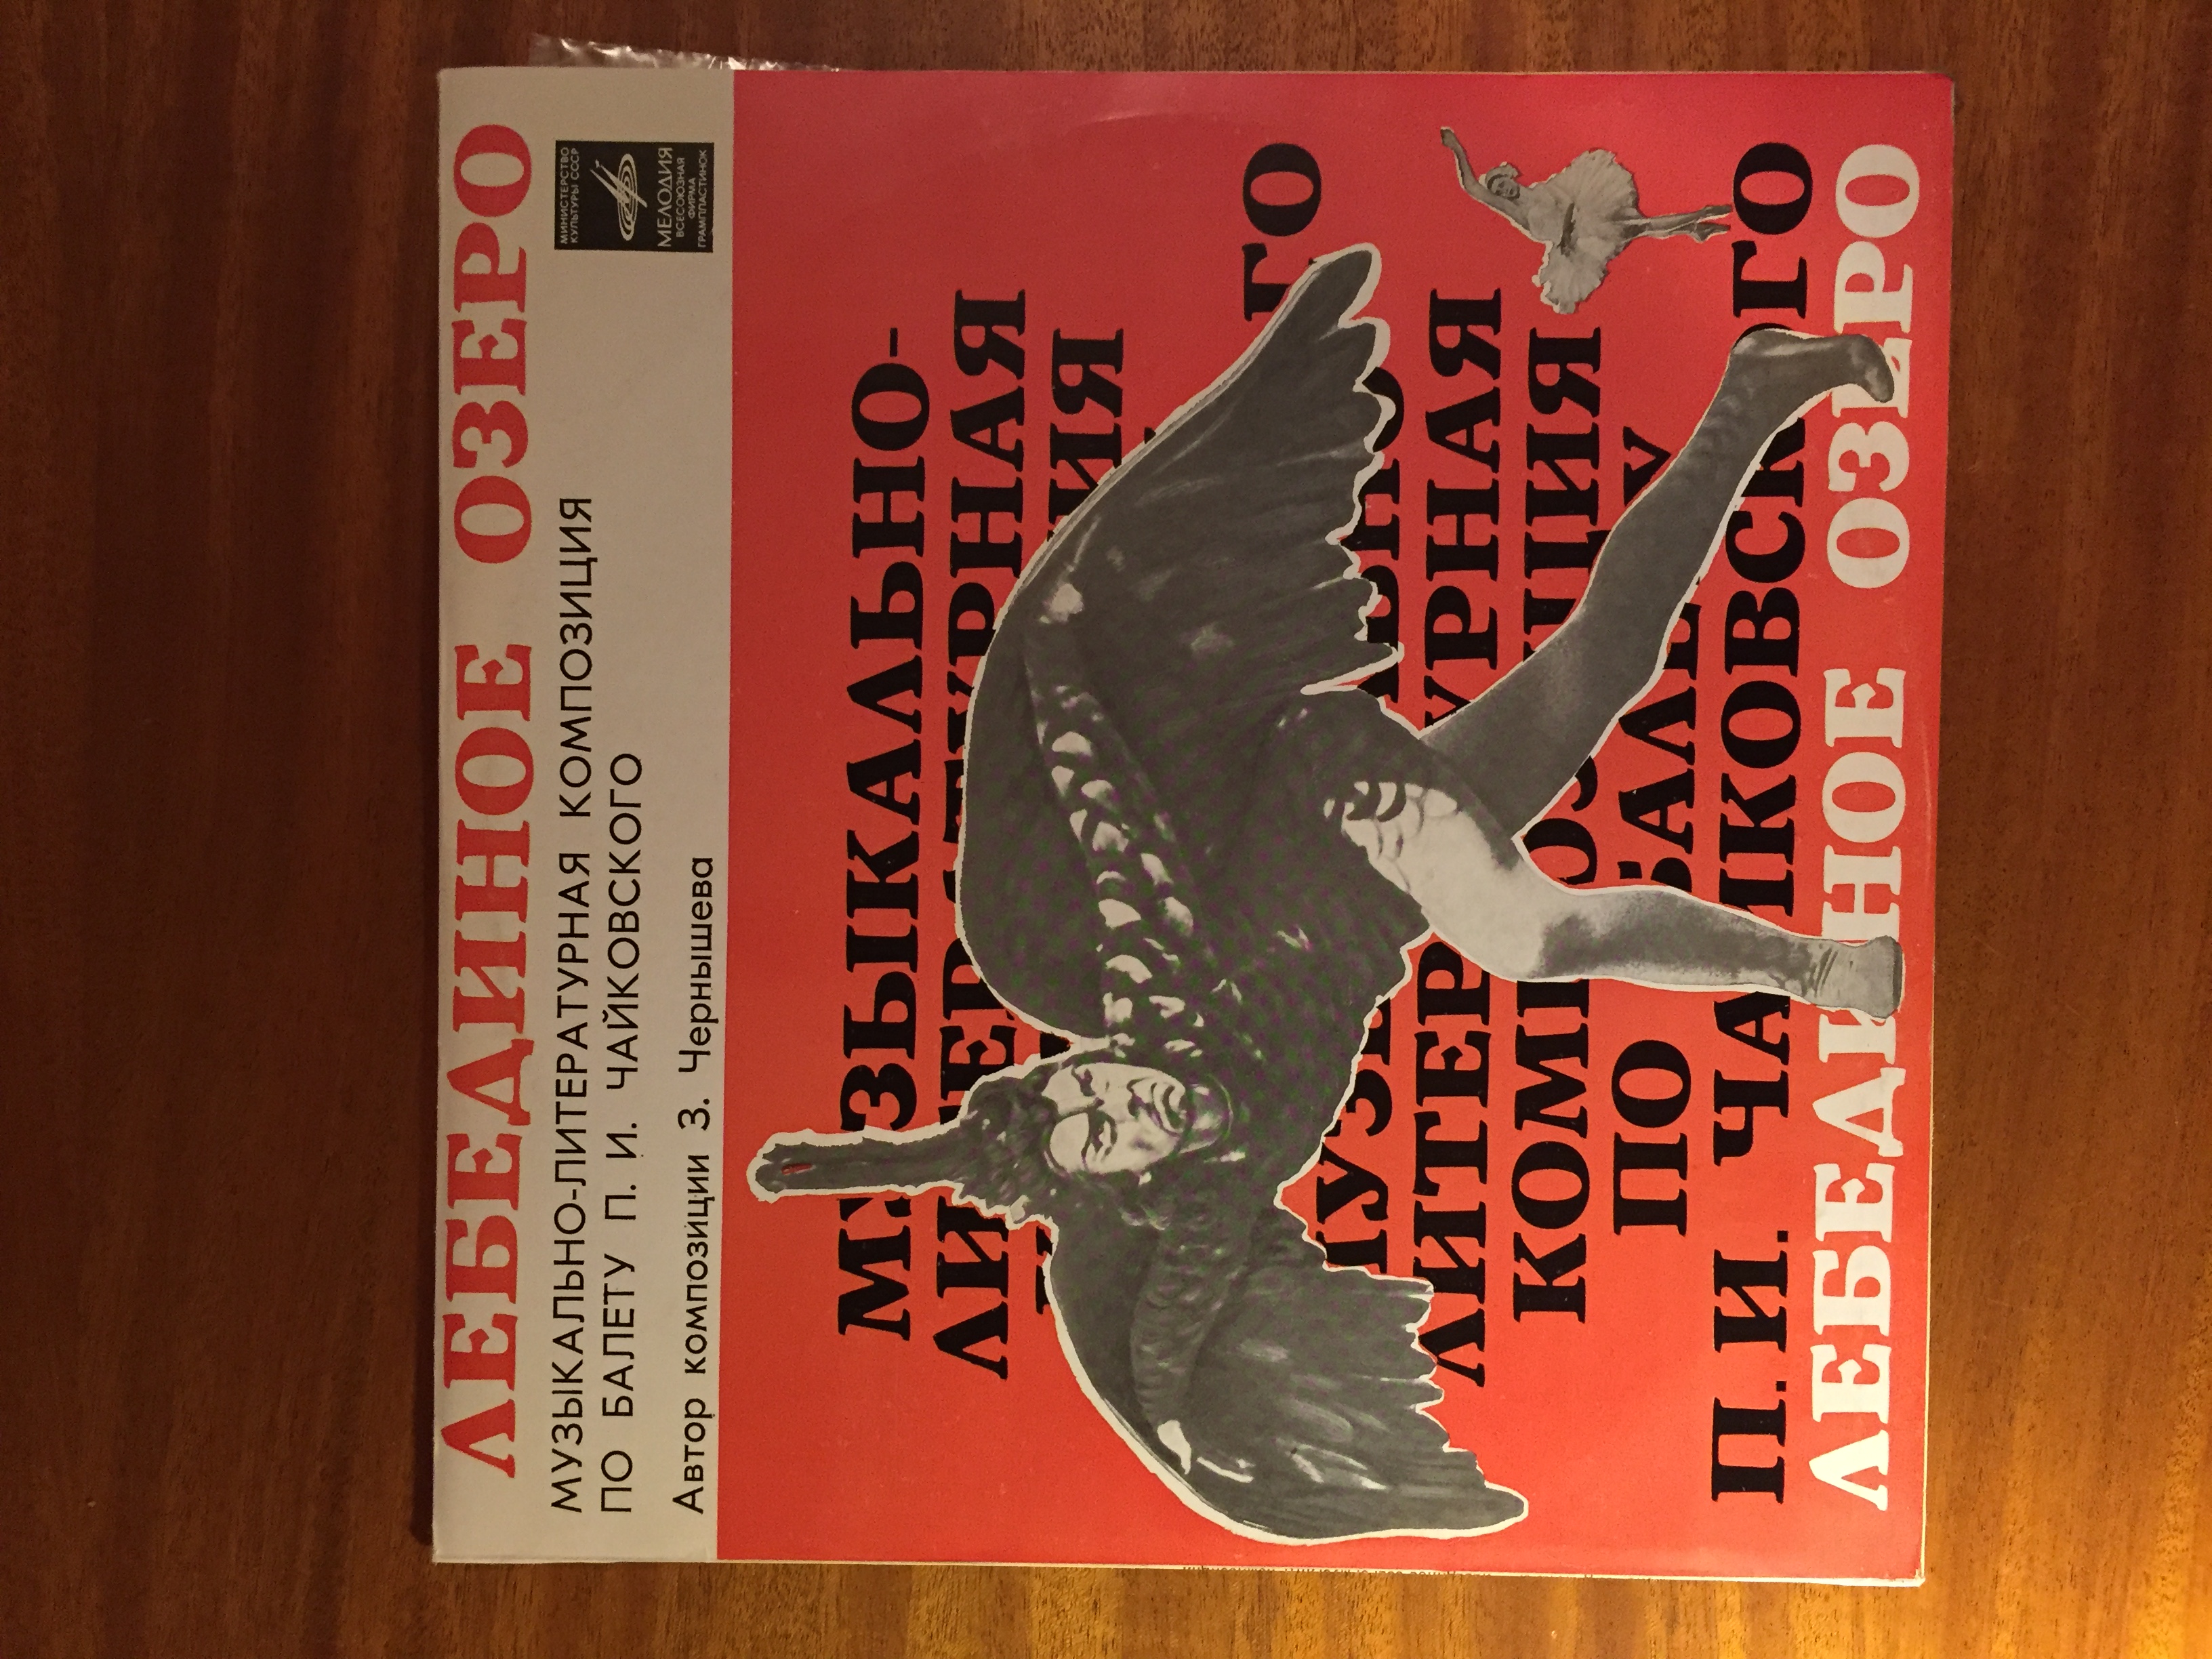 ЛЕБЕДИНОЕ ОЗЕРО
МИНИСТЕРСТВО
КУЛЬТУРЫ СССР
МЕЛОДИЯ
ВСЕСОЮЗНАЯ
ФИРМА
ГРАМПЛАСТИНОК
МУЗЫКАЛЬНО-ЛИТЕРАТУРНАЯ КОМПОЗИЦИЯ
ПО БАЛЕТУ П. И. ЧАЙКОВСКОГО
Автор композиции З. Чернышева
МУЗЫКАЛЬНО-
ЛИТЕРАТУРНАЯ
ЛИТЕРАТУРНАЯ
КОМПОЗИЦИЯ
ПО БАЛЕТУ
П. И. ЧАЙКОВСКОГО
ЛЕБЕДИНОЕ ОЗЕРО